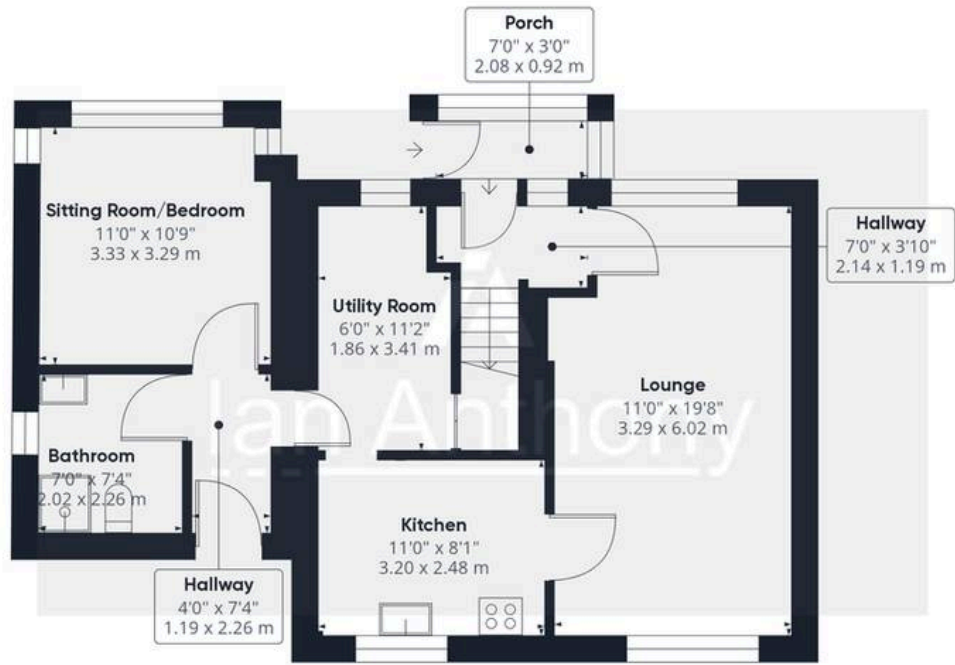 Porch
7'0" x 3'0"
2.08 x 0.92 m
Sitting Room/Bedroom
11'0" x 10'9"
3.33 x 3.29 m
Hallway
7'0" x 3'10"
2.14 x 1.19 m
Utility Room
6'0" x 11'2"
1.86 x 3.41 m
Lounge
11'0" x 19'8"
3.29 x 6.02 m
Ian Anthony
Bathroom
7'0" x 7'4"
2.02 x 2.26 m
Kitchen
11'0" x 8'1"
3.20 x 2.48 m
Hallway
4'0" x 7'4"
1.19 x 2.26 m